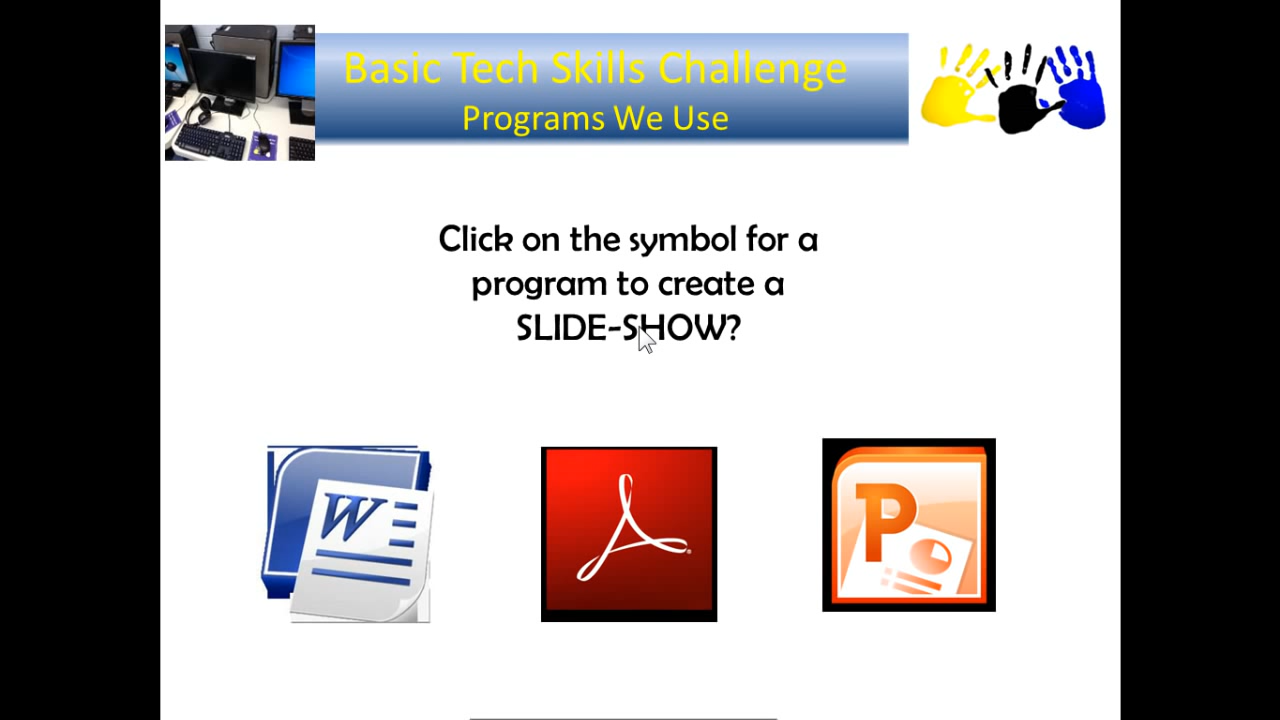 Basic Tech Skills Challenge
Programs We Use
Click on the symbol for a
program to create a
SLIDE-SHOW?
W
P